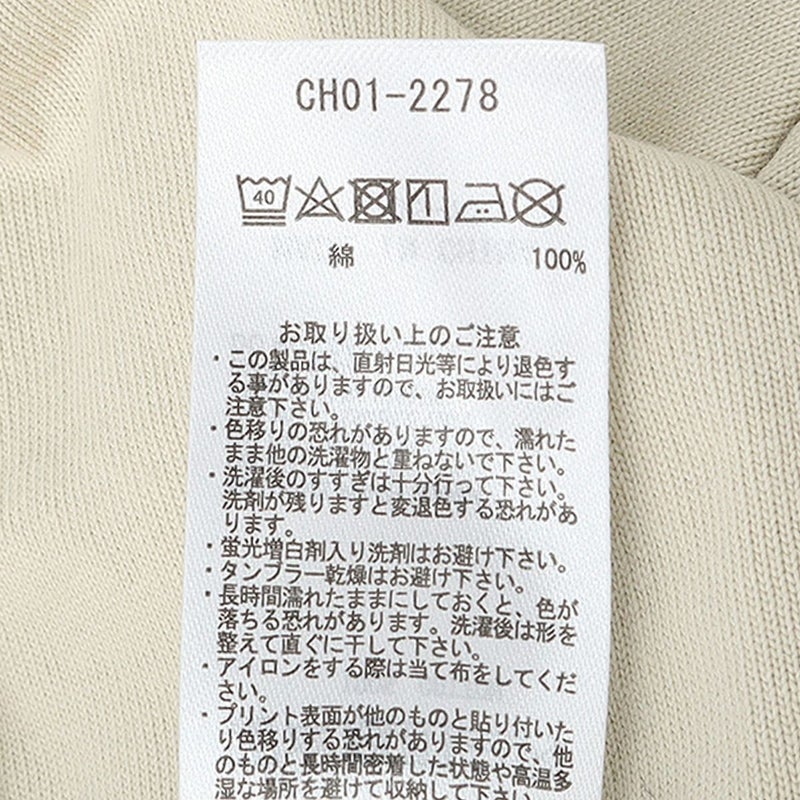 CH01-2278
40
綿 100%
お取り扱い上のご注意
・この製品は、直射日光等により退色す
る事がありますので、お取扱いにはご
注意下さい。
・色移りの恐れがありますので、濡れた
まま他の洗濯物と重ねないで下さい。
・洗濯後のすすぎは十分行って下さい。
洗剤が残りますと変退色する恐れがあ
ります。
・蛍光増白剤入り洗剤はお避け下さい。
・タンブラー乾燥はお避け下さい。
・長時間濡れたままにしておくと、色が
落ちる恐れがあります。洗濯後は形を
整えて直ぐに干して下さい。
・アイロンをする際は当て布をしてくだ
さい。
・プリント表面が他のものと貼り付いた
り色移りする恐れがありますので、他
のものと長時間密着した状態や高温多
湿な場所を避けて収納して下さい。